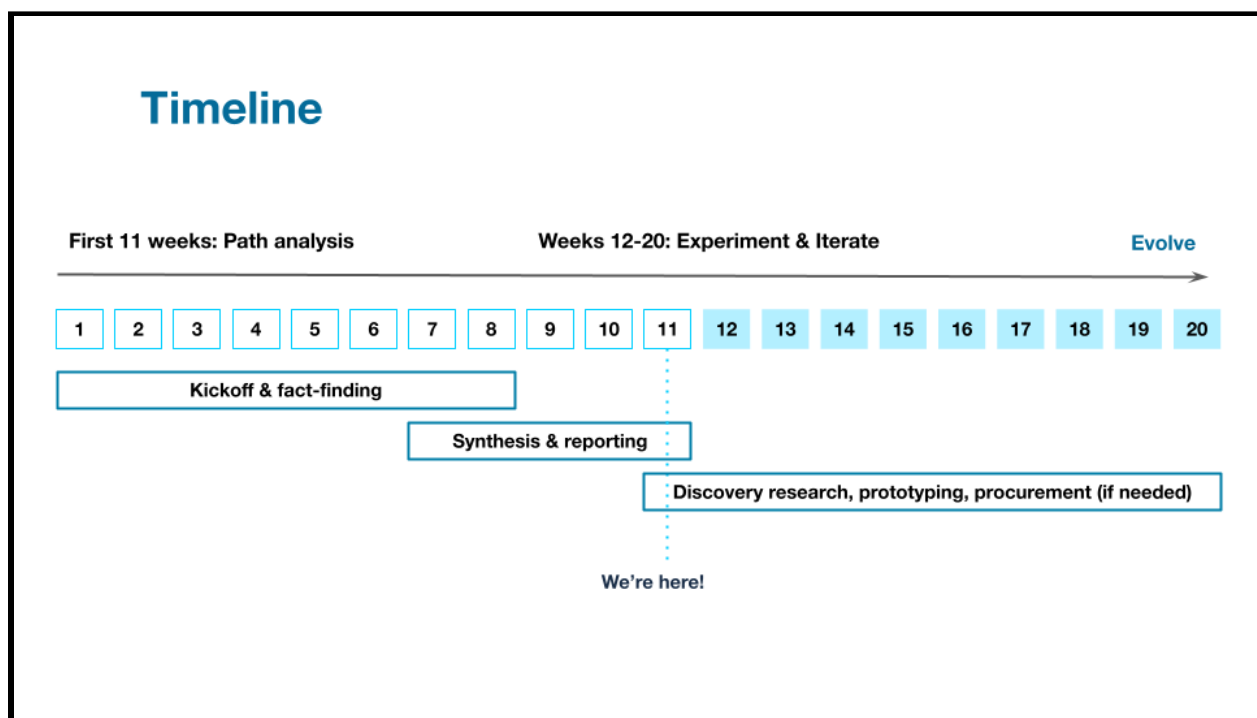 Timeline
First 11 weeks: Path analysis
Weeks 12-20: Experiment & Iterate
Evolve
1 2 3 4 5 6 7 8 9 10 11 12 13 14 15 16 17 18 19 20
Kickoff & fact-finding
Synthesis & reporting
Discovery research, prototyping, procurement (if needed)
We’re here!